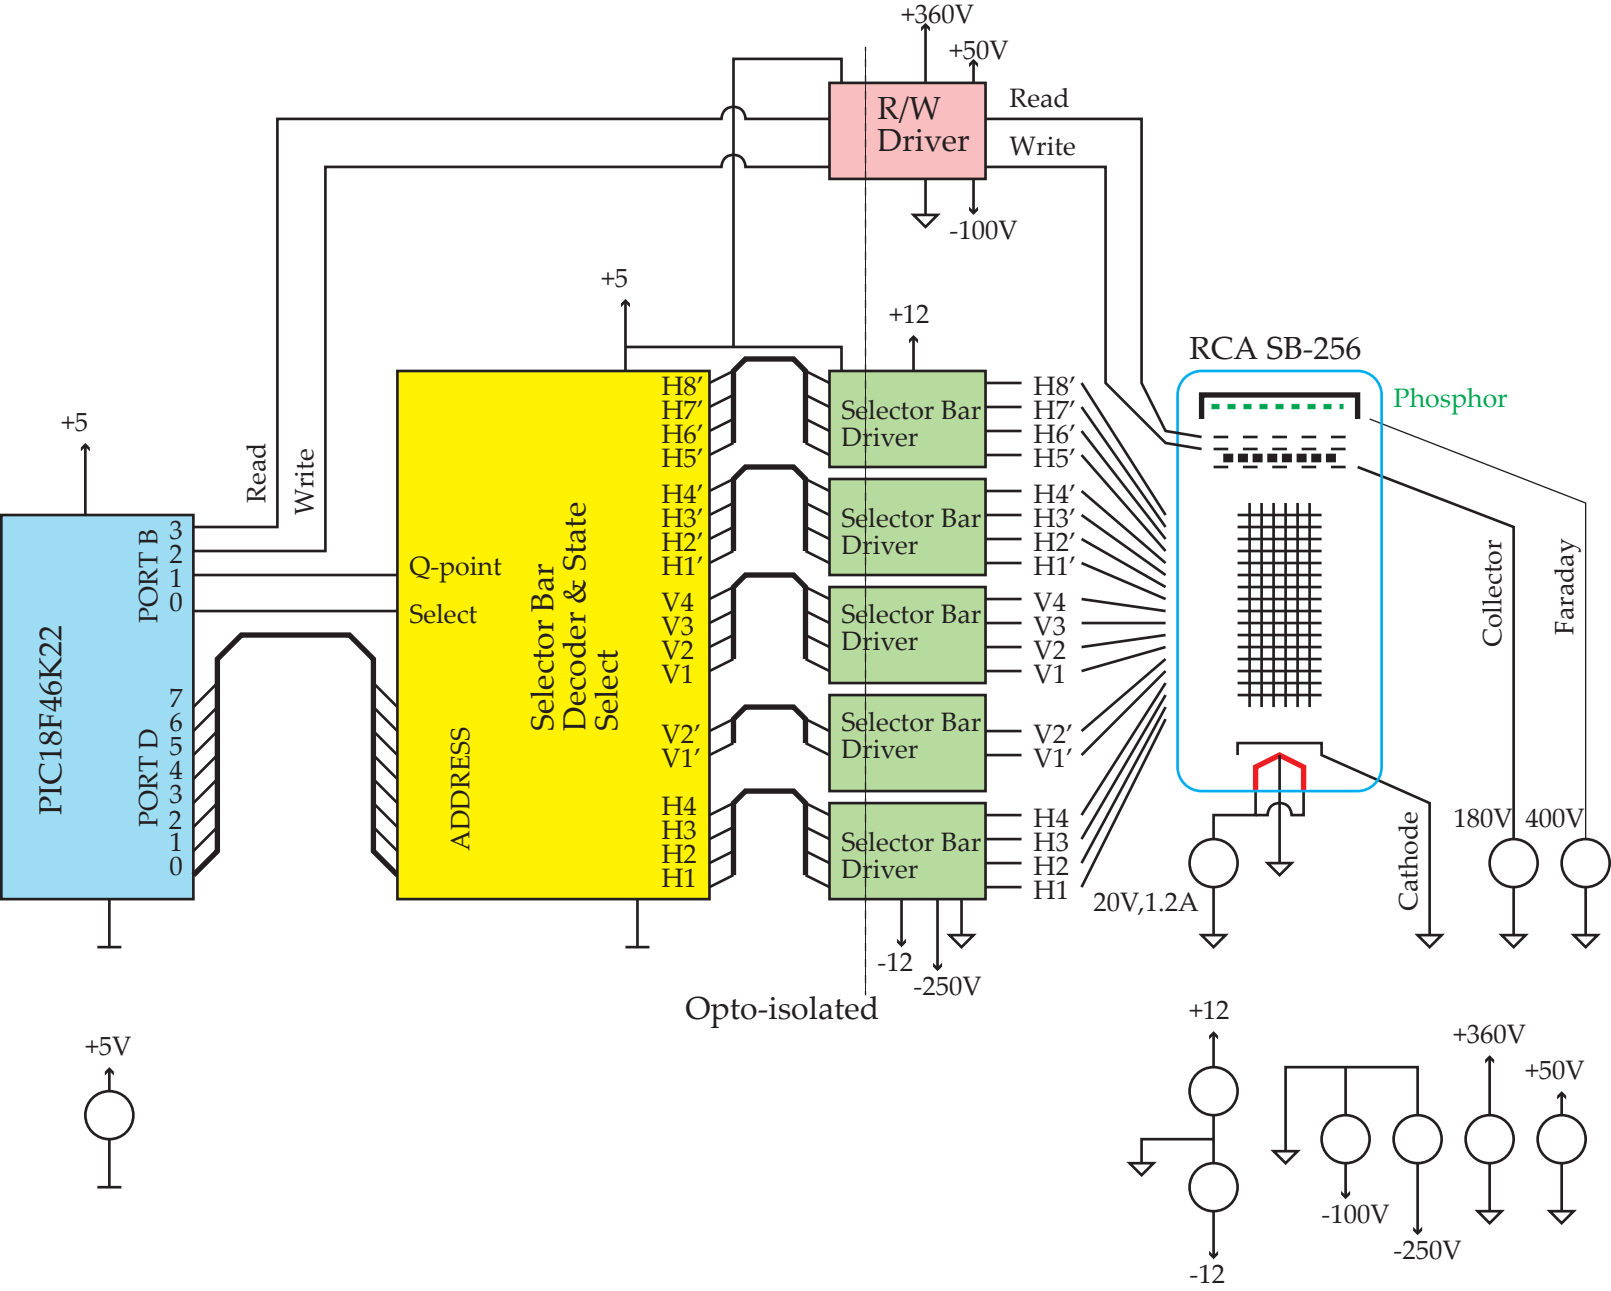 +360V
+50V
R/W
Driver
Read
Write
-100V
+5
+12
RCA SB-256
Phosphor
+5
Read
Write
PIC18F46K22
PORT B
3
2
1
0
PORT D
7
6
5
4
3
2
1
0
Q-point
Select
ADDRESS
Selector Bar
Decoder & State
Select
H8′
H7′
H6′
H5′
H4′
H3′
H2′
H1′
V4
V3
V2
V1
V2′
V1′
H4
H3
H2
H1
Selector Bar
Driver
Selector Bar
Driver
Selector Bar
Driver
Selector Bar
Driver
Selector Bar
Driver
H8′
H7′
H6′
H5′
H4′
H3′
H2′
H1′
V4
V3
V2
V1
V2′
V1′
H4
H3
H2
H1
Collector
Faraday
Cathode
180V
400V
20V,1.2A
-12
-250V
Opto-isolated
+5V
+12
-12
-100V
-250V
+360V
+50V